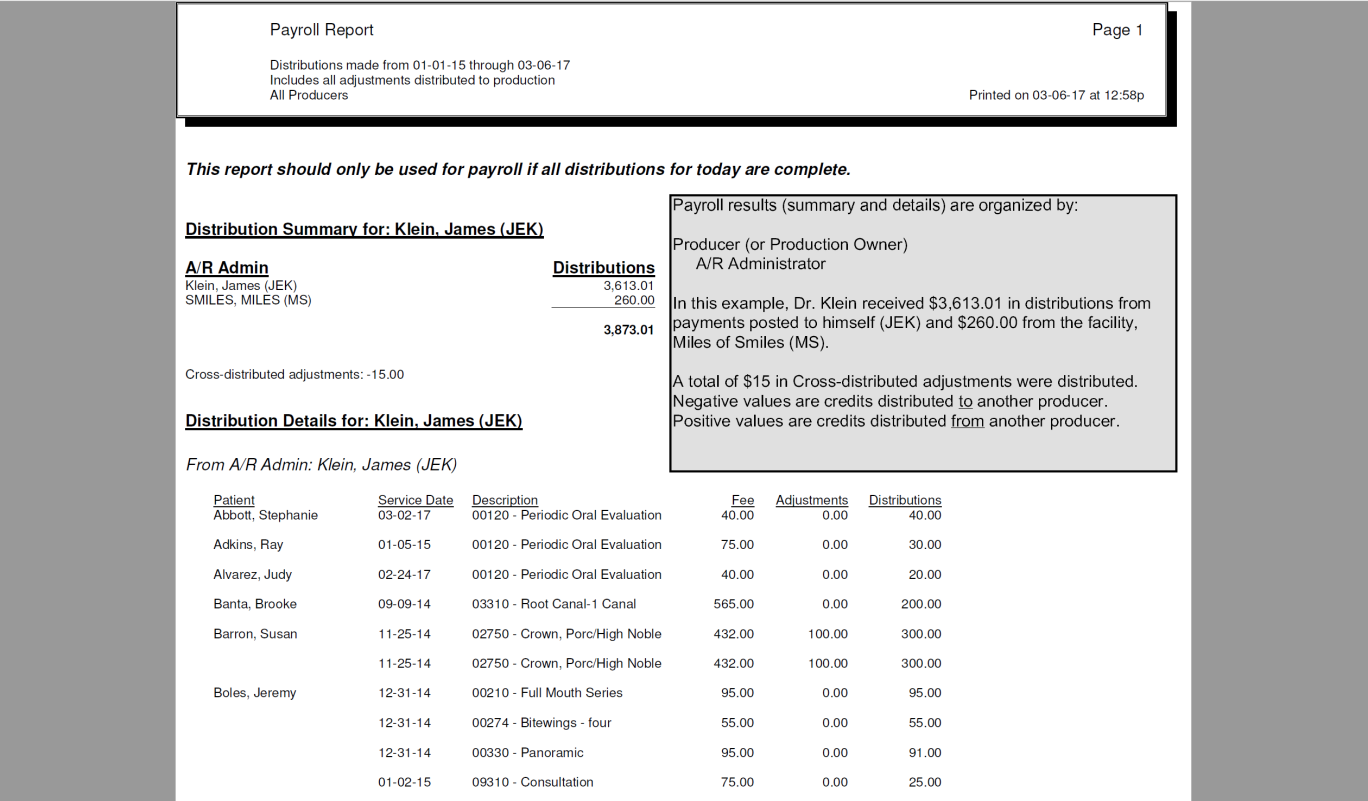 Payroll Report Page 1
Distributions made from 01-01-15 through 03-06-17
Includes all adjustments distributed to production
All Producers Printed on 03-06-17 at 12:58p
This report should only be used for payroll if all distributions for today are complete.
Distribution Summary for: Klein, James (JEK)
A/R Admin Distributions
Klein, James (JEK) 3,613.01
SMILES, MILES (MS) 260.00
3,873.01
Cross-distributed adjustments: -15.00
Payroll results (summary and details) are organized by:
Producer (or Production Owner)
A/R Administrator
In this example, Dr. Klein received $3,613.01 in distributions from
payments posted to himself (JEK) and $260.00 from the facility,
Miles of Smiles (MS).
A total of $15 in Cross-distributed adjustments were distributed.
Negative values are credits distributed to another producer.
Positive values are credits distributed from another producer.
Distribution Details for: Klein, James (JEK)
From A/R Admin: Klein, James (JEK)
Patient Service Date Description Fee Adjustments Distributions
Abbott, Stephanie 03-02-17 00120 - Periodic Oral Evaluation 40.00 0.00 40.00
Adkins, Ray 01-05-15 00120 - Periodic Oral Evaluation 75.00 0.00 30.00
Alvarez, Judy 02-24-17 00120 - Periodic Oral Evaluation 40.00 0.00 20.00
Banta, Brooke 09-09-14 03310 - Root Canal-1 Canal 565.00 0.00 200.00
Barron, Susan 11-25-14 02750 - Crown, Porc/High Noble 432.00 100.00 300.00
11-25-14 02750 - Crown, Porc/High Noble 432.00 100.00 300.00
Boles, Jeremy 12-31-14 00210 - Full Mouth Series 95.00 0.00 95.00
12-31-14 00274 - Bitewings - four 55.00 0.00 55.00
12-31-14 00330 - Panoramic 95.00 0.00 91.00
01-02-15 09310 - Consultation 75.00 0.00 25.00